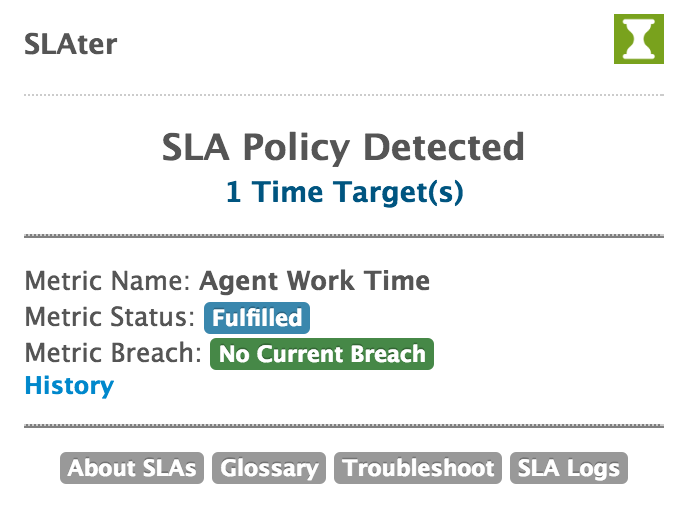 SLAter
SLA Policy Detected
1 Time Target(s)
Metric Name: Agent Work Time
Metric Status: Fulfilled
Metric Breach: No Current Breach
History
About SLAs Glossary Troubleshoot SLA Logs